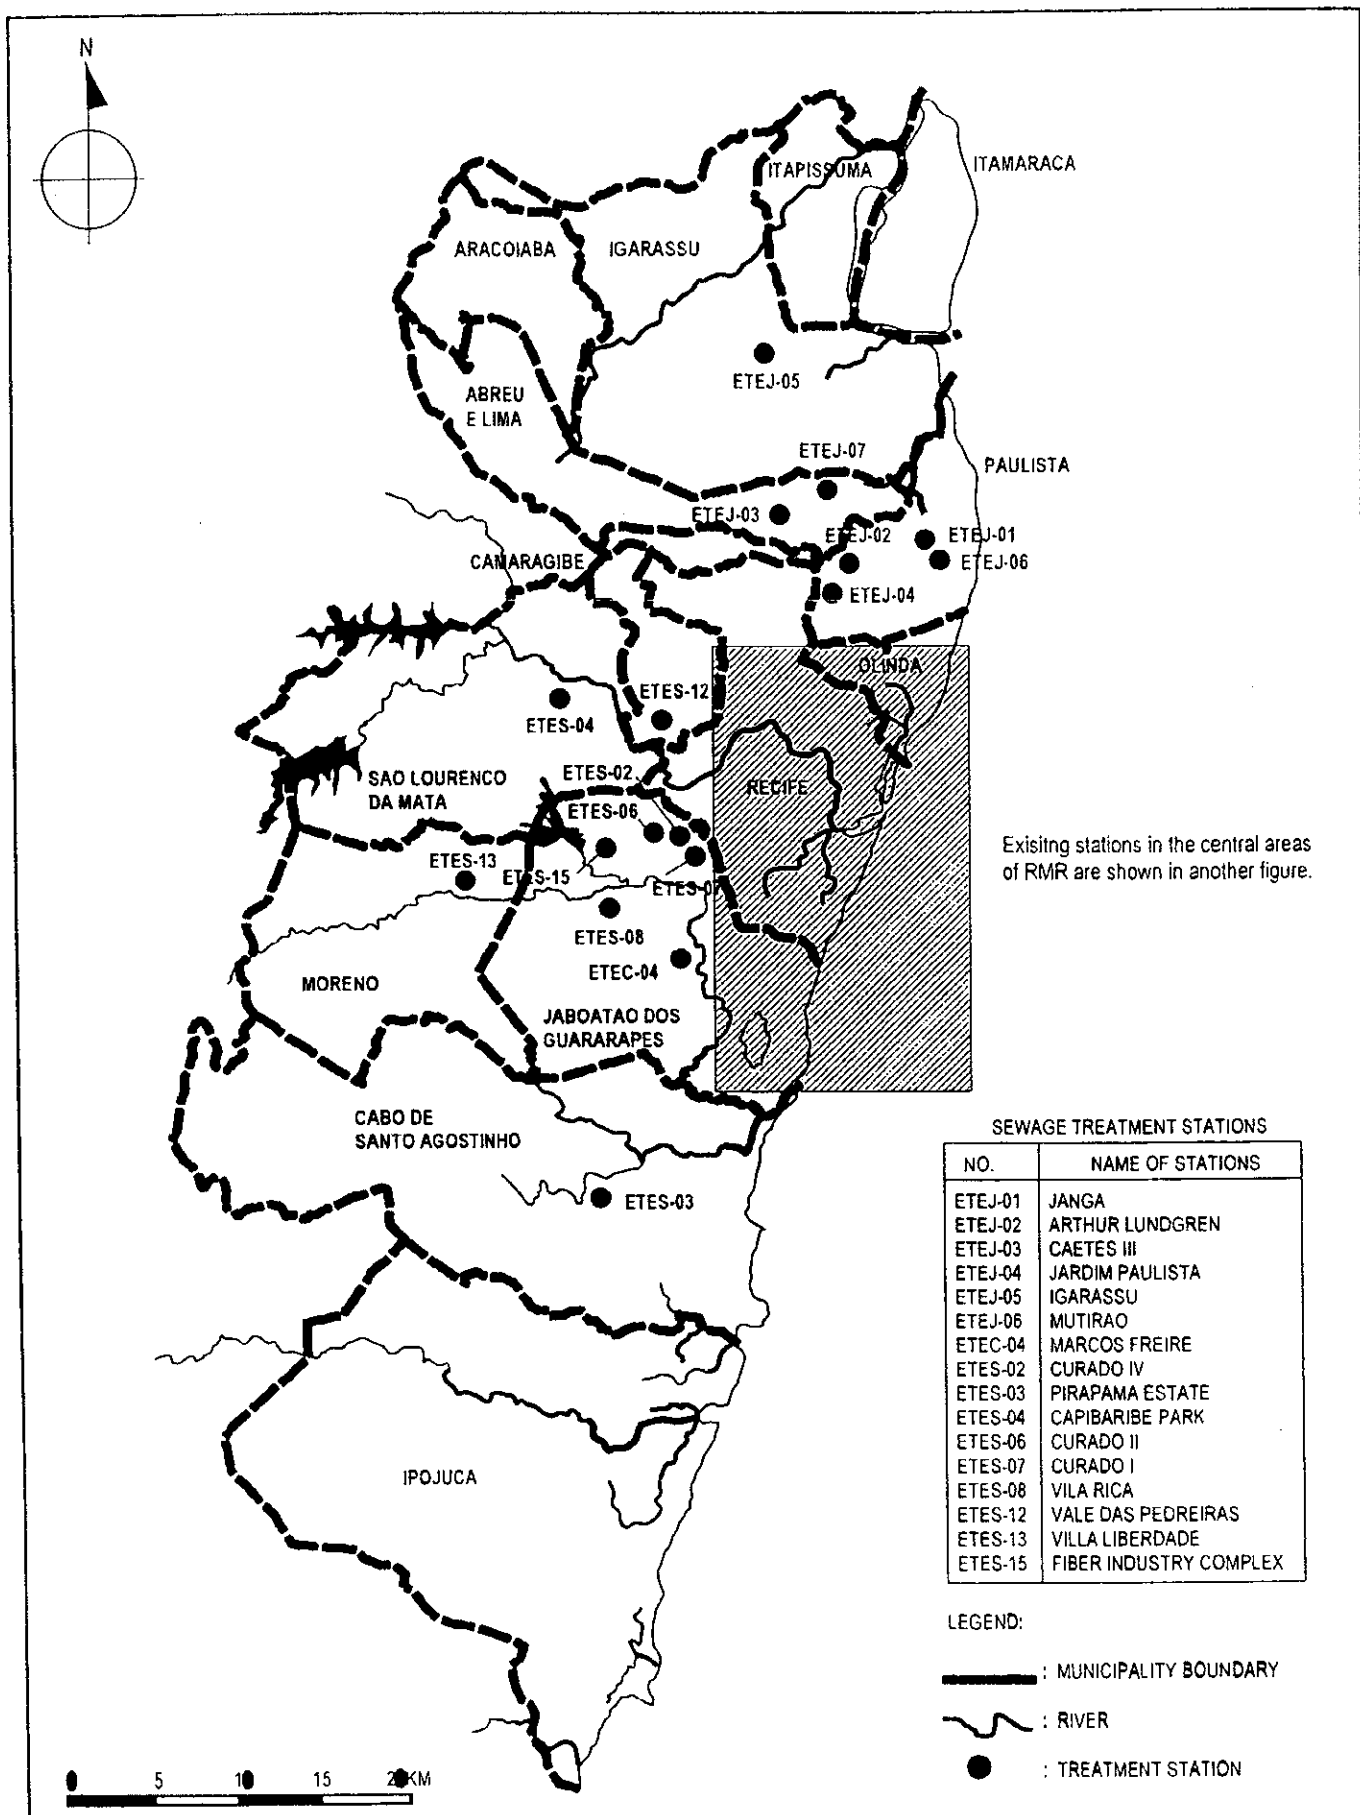 N
ITAPISSUMA
ITAMARACA
ARACOIABA
IGARASSU
ETEJ-05
ABREU
E LIMA
ETEJ-07
PAULISTA
ETEJ-03
ETEJ-02
ETEJ-01
ETEJ-06
CAMARAGIBE
ETEJ-04
OLINDA
ETES-12
ETES-04
ETES-02
SAO LOURENCO
DA MATA
RECIFE
ETES-06
ETES-13
ETES-15
ETES-07
Exisitng stations in the central areas
of RMR are shown in another figure.
ETES-08
ETEC-04
MORENO
JABOATAO DOS
GUARARAPES
CABO DE
SANTO AGOSTINHO
ETES-03
IPOJUCA
SEWAGE TREATMENT STATIONS
NO. NAME OF STATIONS
ETEJ-01 JANGA
ETEJ-02 ARTHUR LUNDGREN
ETEJ-03 CAETES III
ETEJ-04 JARDIM PAULISTA
ETEJ-05 IGARASSU
ETEJ-06 MUTIRAO
ETEC-04 MARCOS FREIRE
ETES-02 CURADO IV
ETES-03 PIRAPAMA ESTATE
ETES-04 CAPIBARIBE PARK
ETES-06 CURADO II
ETES-07 CURADO I
ETES-08 VILA RICA
ETES-12 VALE DAS PEDREIRAS
ETES-13 VILLA LIBERDADE
ETES-15 FIBER INDUSTRY COMPLEX
LEGEND:
: MUNICIPALITY BOUNDARY
: RIVER
: TREATMENT STATION
0 5 10 15 20KM